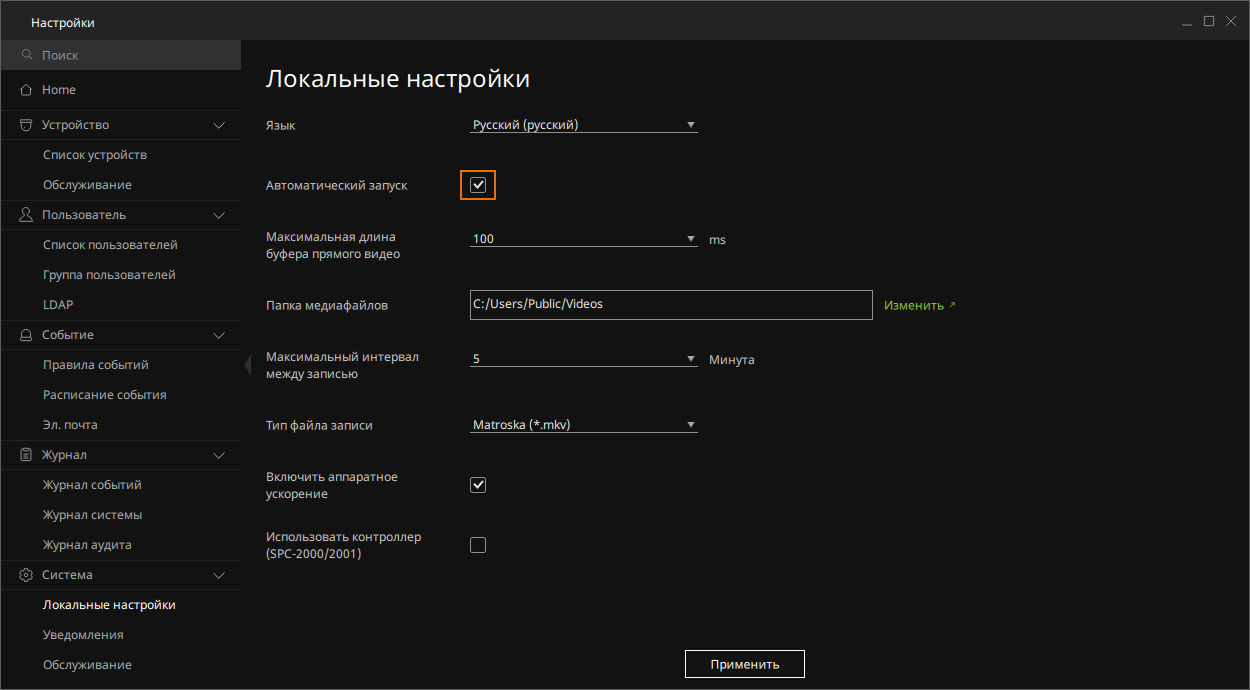 Настройки
Поиск
Home
Устройство
Список устройств
Обслуживание
Пользователь
Список пользователей
Группа пользователей
LDAP
Событие
Правила событий
Расписание события
Эл. почта
Журнал
Журнал событий
Журнал системы
Журнал аудита
Система
Локальные настройки
Уведомления
Обслуживание
Локальные настройки
Язык
Русский (русский)
Автоматический запуск
Максимальная длина
буфера прямого видео
100
ms
Папка медиафайлов
C:/Users/Public/Videos
Изменить
Максимальный интервал
между записью
5
Минута
Тип файла записи
Matroska (*.mkv)
Включить аппаратное
ускорение
Использовать контроллер
(SPC-2000/2001)
Применить